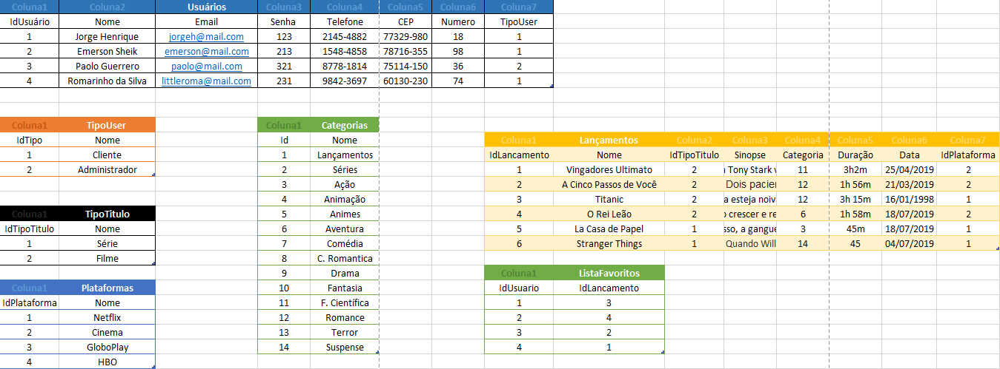 Coluna1 Coluna2 Usuários Coluna3 Coluna4 Coluna5 Coluna6 Coluna7
IdUsuário Nome Email Senha Telefone CEP Numero TipoUser
1 Jorge Henrique jorgeh@mail.com 123 2145-4882 77329-980 18 1
2 Emerson Sheik emerson@mail.com 213 1548-4858 78716-355 98 1
3 Paolo Guerrero paolo@mail.com 321 8778-1814 75114-150 36 2
4 Romarinho da Silva littleroma@mail.com 231 9842-3697 60130-230 74 1
Coluna1 TipoUser
IdTipo Nome
1 Cliente
2 Administrador
Coluna1 TipoTitulo
IdTipoTitulo Nome
1 Série
2 Filme
Coluna1 Plataformas
IdPlataforma Nome
1 Netflix
2 Cinema
3 GloboPlay
4 HBO
Coluna1 Categorias
Id Nome
1 Lançamentos
2 Séries
3 Ação
4 Animação
5 Animes
6 Aventura
7 Comédia
8 C. Romantica
9 Drama
10 Fantasia
11 F. Científica
12 Romance
13 Terror
14 Suspense
Coluna1 Lançamentos Coluna2 Coluna3 Coluna4 Coluna5 Coluna6 Coluna7
IdLancamento Nome IdTipoTitulo Sinopse Categoria Duração Data IdPlataforma
1 Vingadores Ultimato 2 Tony Stark 11 3h2m 25/04/2019 2
2 A Cinco Passos de Você 2 Dois pacien 12 1h 56m 21/03/2019 2
3 Titanic 2 a esteja noiva 12 3h 15m 16/01/1998 1
4 O Rei Leão 2 crescer e re 6 1h 58m 18/07/2019 2
5 La Casa de Papel 1 sso, a gangue 3 45m 18/07/2019 1
6 Stranger Things 1 Quando Will 14 45 04/07/2019 1
Coluna1 ListaFavoritos
IdUsuario IdLancamento
1 3
2 4
3 2
4 1